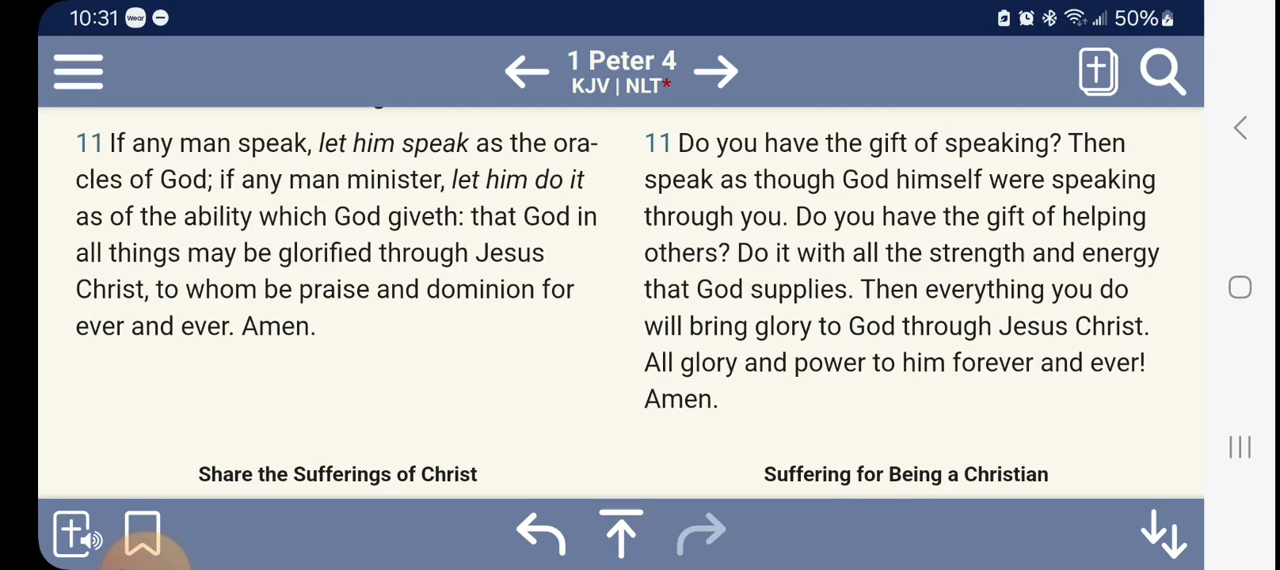 10:31 Wear 50%
1 Peter 4
KJV | NLT*
11 If any man speak, let him speak as the ora-
cles of God; if any man minister, let him do it
as of the ability which God giveth: that God in
all things may be glorified through Jesus
Christ, to whom be praise and dominion for
ever and ever. Amen.
Share the Sufferings of Christ
11 Do you have the gift of speaking? Then
speak as though God himself were speaking
through you. Do you have the gift of helping
others? Do it with all the strength and energy
that God supplies. Then everything you do
will bring glory to God through Jesus Christ.
All glory and power to him forever and ever!
Amen.
Suffering for Being a Christian